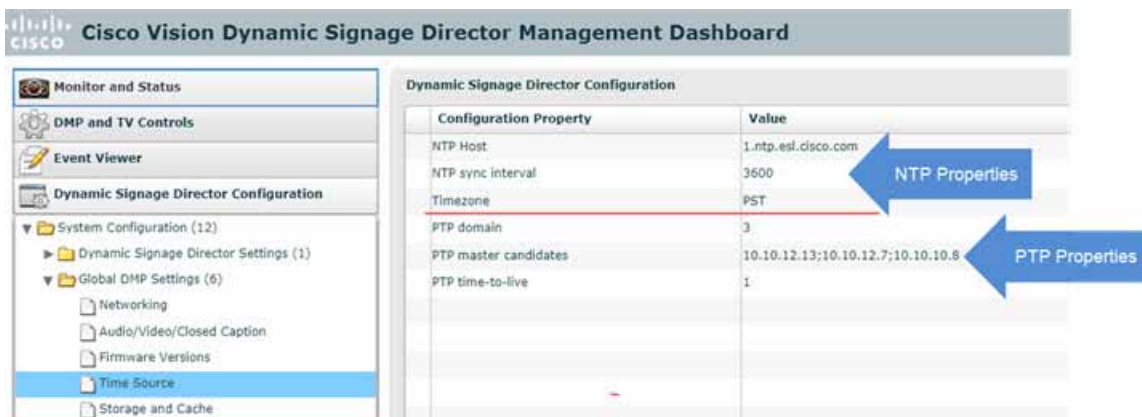 CISCO Cisco Vision Dynamic Signage Director Management Dashboard
Monitor and Status
DMP and TV Controls
Event Viewer
Dynamic Signage Director Configuration
System Configuration (12)
Dynamic Signage Director Settings (1)
Global DMP Settings (6)
Networking
Audio/Video/Closed Caption
Firmware Versions
Time Source
Storage and Cache
Dynamic Signage Director Configuration
Configuration Property Value
NTP Host 1.ntp.esl.cisco.com
NTP sync interval 3600
Timezone PST
PTP domain 3
PTP master candidates 10.10.12.13;10.10.12.7;10.10.10.8
PTP time-to-live 1
NTP Properties
PTP Properties